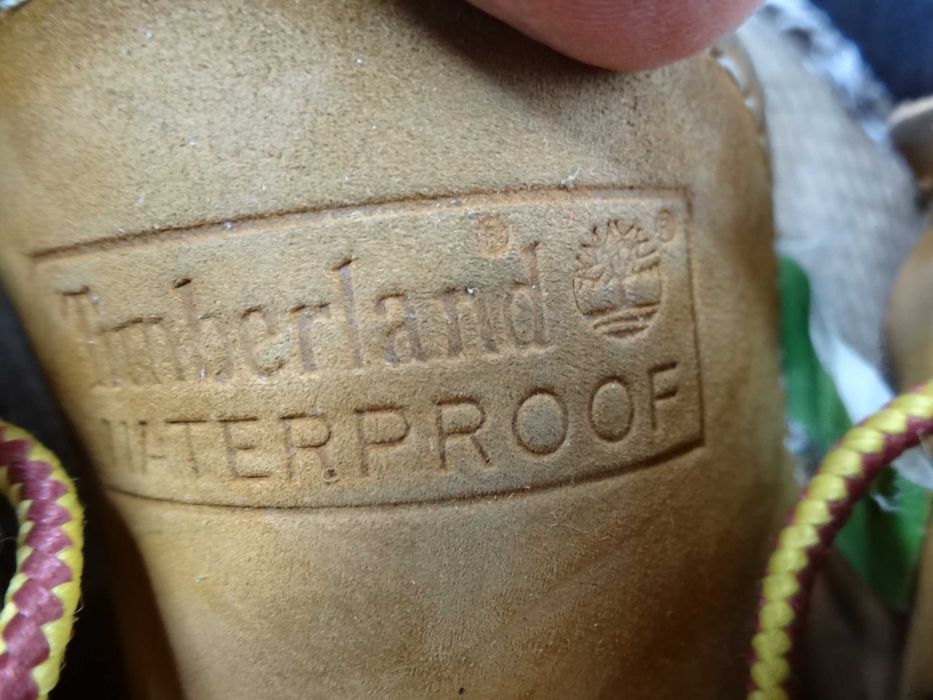 Timberland ®
®
WATERPROOF